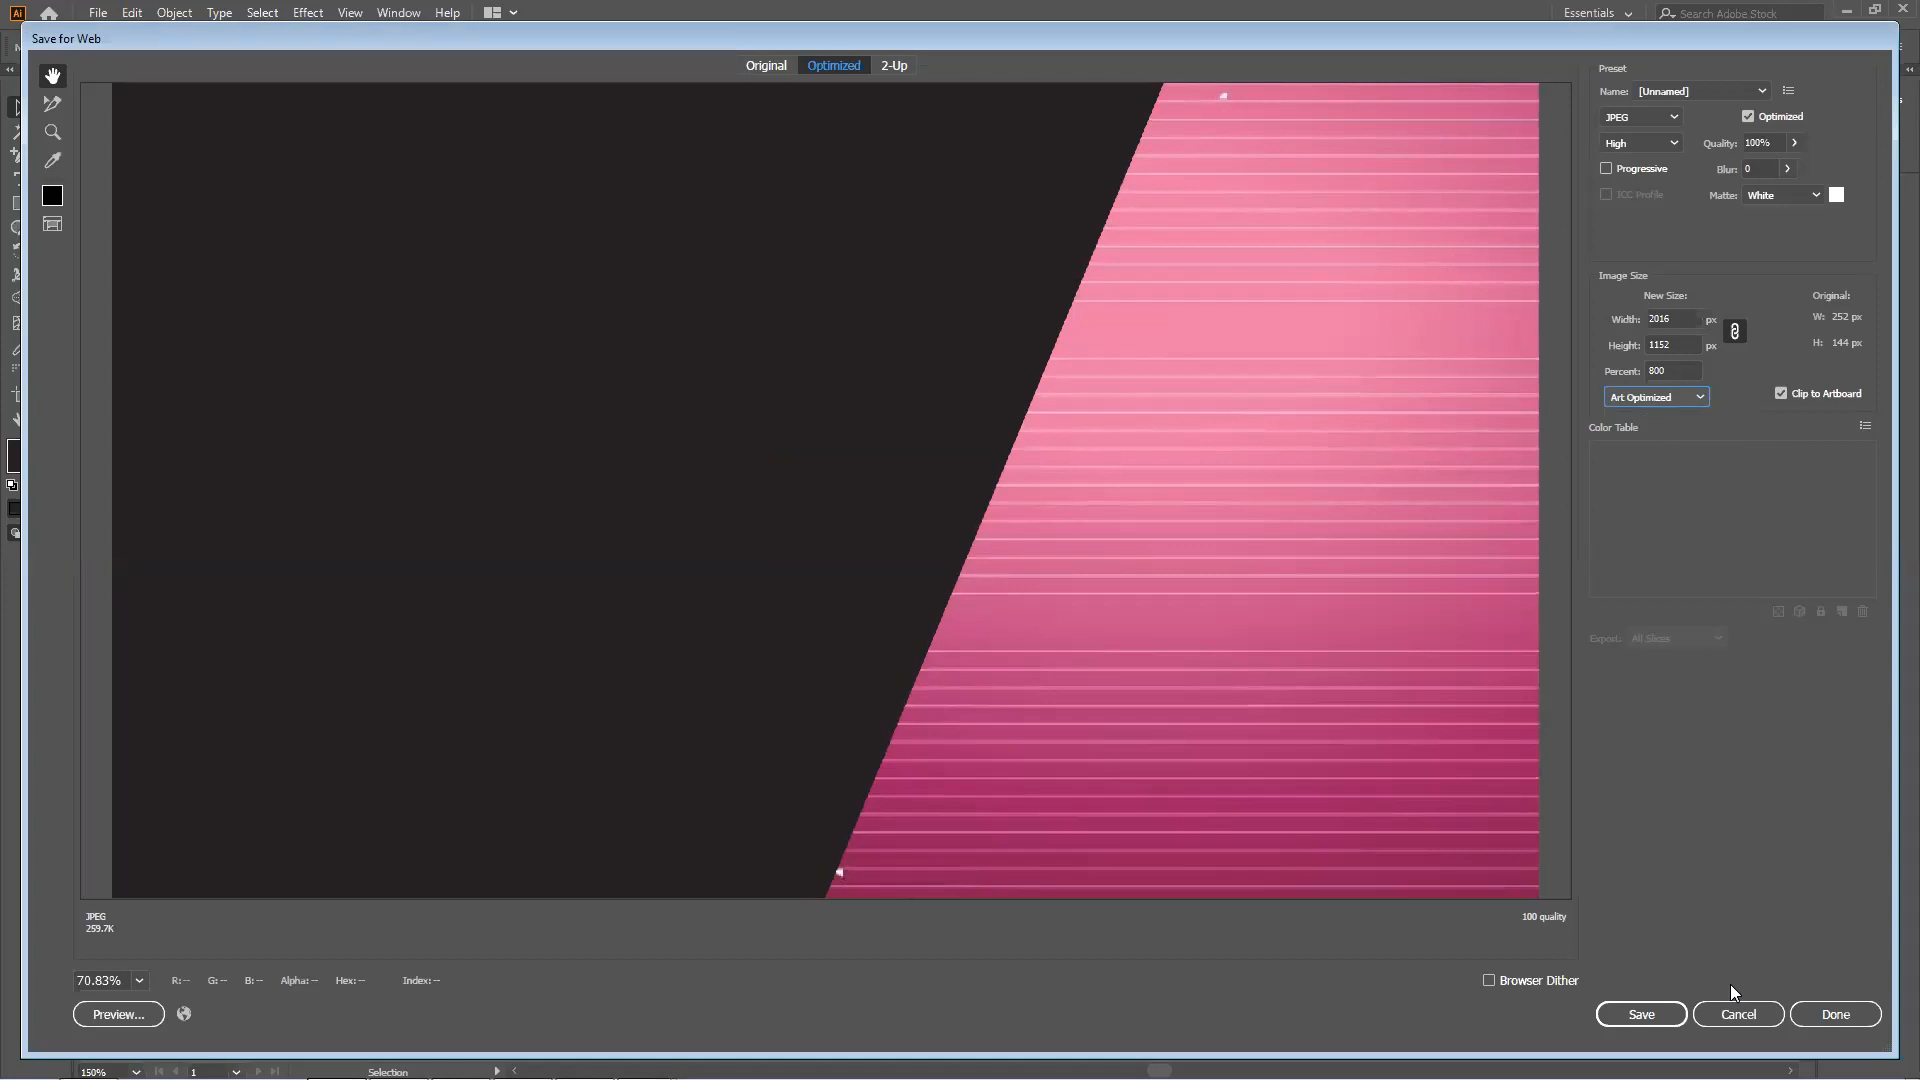 Ai File Edit Object Type Select Effect View Window Help Essentials Search Adobe Stock
Save for Web
Original Optimized 2-Up
Preset
Name: [Unnamed]
JPEG Optimized
High Quality: 100%
Progressive Blur: 0
ICC Profile Matte: White
Image Size
New Size: Original:
Width: 2016 px W: 252 px
Height: 1152 px H: 144 px
Percent: 800
Art Optimized Clip to Artboard
Color Table
Export: All Slices
JPEG 100 quality
259.7K
70.83% R: -- G: -- B: -- Alpha: -- Hex: -- Index: -- Browser Dither
Preview... Save Cancel Done
150% 1 Selection